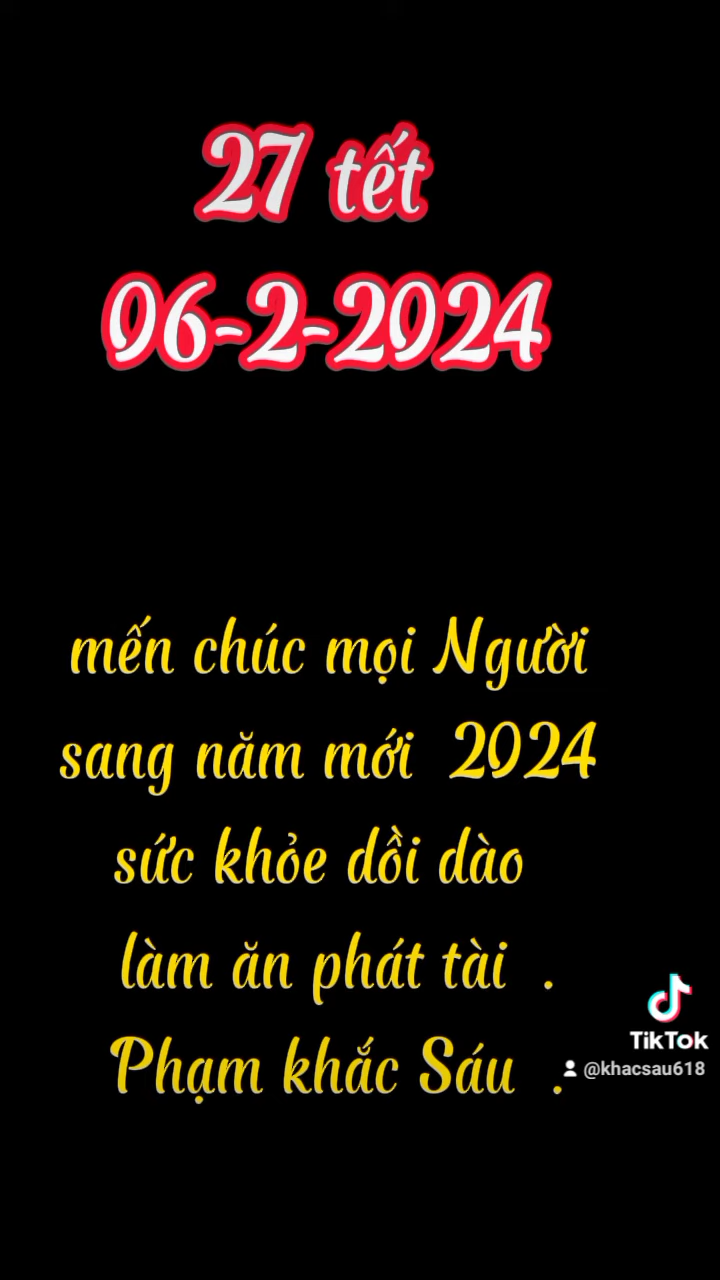 27 tết
06-2-2024
mến chúc mọi Người
sang năm mới 2024
sức khỏe dồi dào
làm ăn phát tài .
Phạm khắc Sáu .
TikTok
@khacsau618